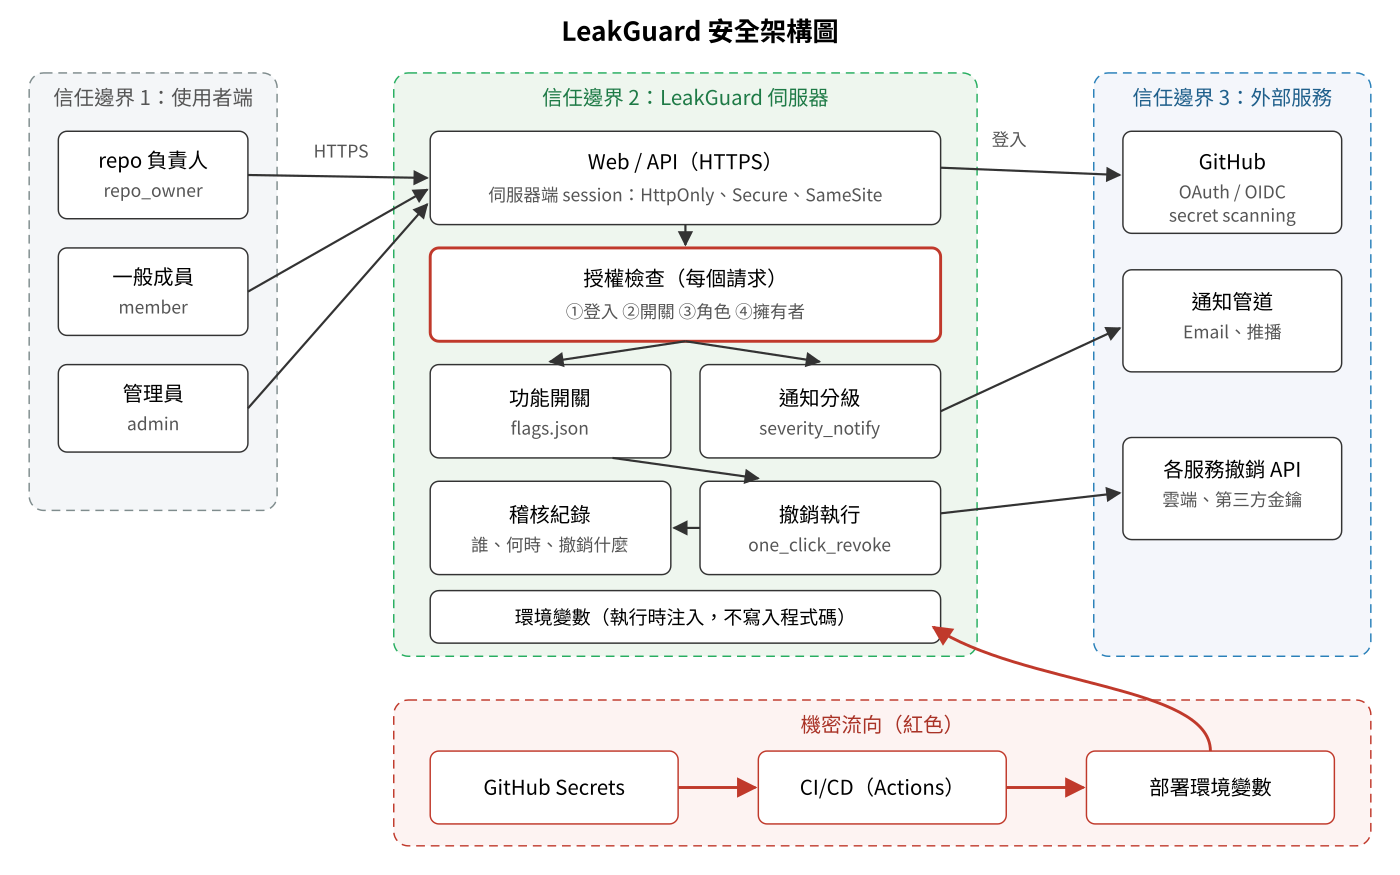 LeakGuard 安全架構圖
信任邊界 1：使用者端
repo 負責人
repo_owner
一般成員
member
管理員
admin
HTTPS
信任邊界 2：LeakGuard 伺服器
Web / API（HTTPS）
伺服器端 session：HttpOnly、Secure、SameSite
授權檢查（每個請求）
①登入 ②開關 ③角色 ④擁有者
功能開關
flags.json
通知分級
severity_notify
稽核紀錄
誰、何時、撤銷什麼
撤銷執行
one_click_revoke
環境變數（執行時注入，不寫入程式碼）
登入
信任邊界 3：外部服務
GitHub
OAuth / OIDC
secret scanning
通知管道
Email、推播
各服務撤銷 API
雲端、第三方金鑰
機密流向（紅色）
GitHub Secrets
CI/CD（Actions）
部署環境變數